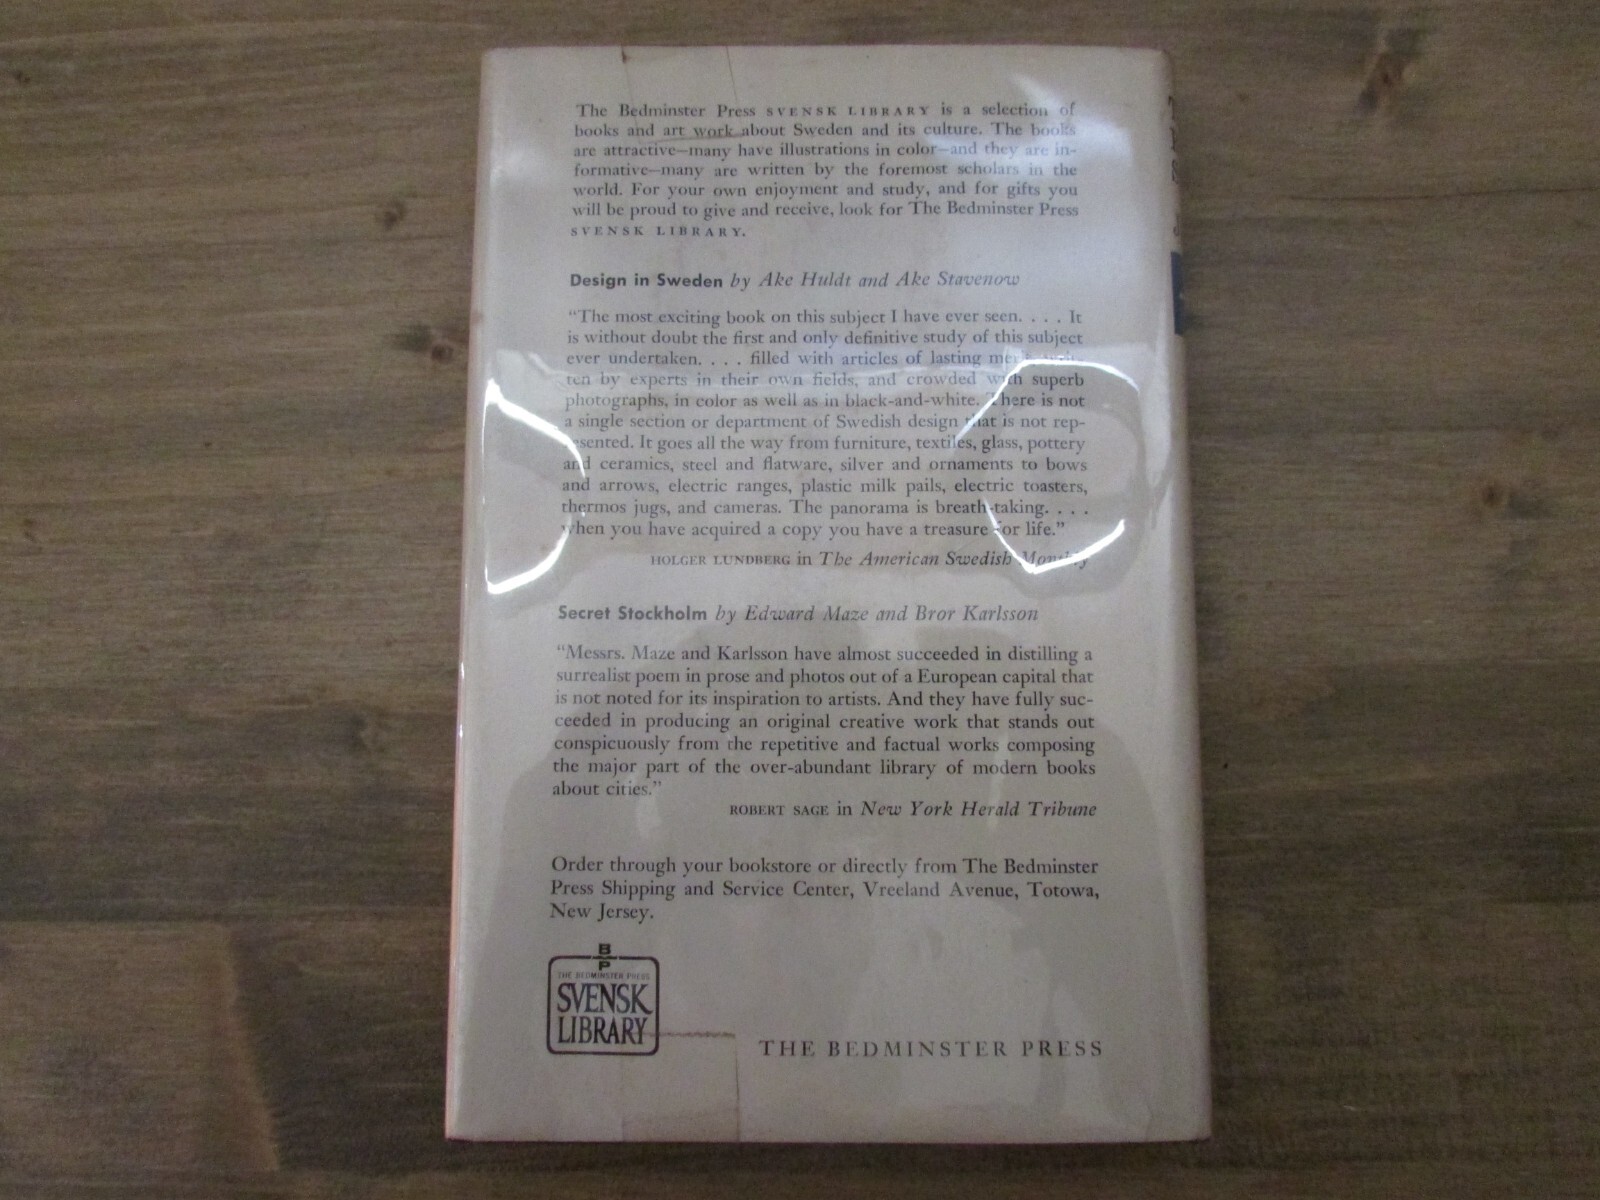 The Bedminster Press SVENSK LIBRARY is a selection of
books and art work about Sweden and its culture. The books
are attractive—many have illustrations in color—and they are in-
formative—many are written by the foremost scholars in the
world. For your own enjoyment and study, and for gifts you
will be proud to give and receive, look for The Bedminster Press
SVENSK LIBRARY.
Design in Sweden by Ake Huldt and Ake Stavenow
“The most exciting book on this subject I have ever seen. . . . It
is without doubt the first and only definitive study of this subject
ever undertaken. . . . filled with articles of lasting merit, writ-
ten by experts in their own fields, and crowded with superb
photographs, in color as well as in black-and-white. There is not
a single section or department of Swedish design that is not rep-
resented. It goes all the way from furniture, textiles, glass, pottery
and ceramics, steel and flatware, silver and ornaments to bows
and arrows, electric ranges, plastic milk pails, electric toasters,
thermos jugs, and cameras. The panorama is breath-taking. . . .
when you have acquired a copy you have a treasure for life.”
HOLGER LUNDBERG in The American Swedish Monthly
Secret Stockholm by Edward Maze and Bror Karlsson
“Messrs. Maze and Karlsson have almost succeeded in distilling a
surrealist poem in prose and photos out of a European capital that
is not noted for its inspiration to artists. And they have fully suc-
ceeded in producing an original creative work that stands out
conspicuously from the repetitive and factual works composing
the major part of the over-abundant library of modern books
about cities.”
ROBERT SAGE in New York Herald Tribune
Order through your bookstore or directly from The Bedminster
Press Shipping and Service Center, Vreeland Avenue, Totowa,
New Jersey.
B
P
THE BEDMINSTER PRESS
SVENSK
LIBRARY
THE BEDMINSTER PRESS